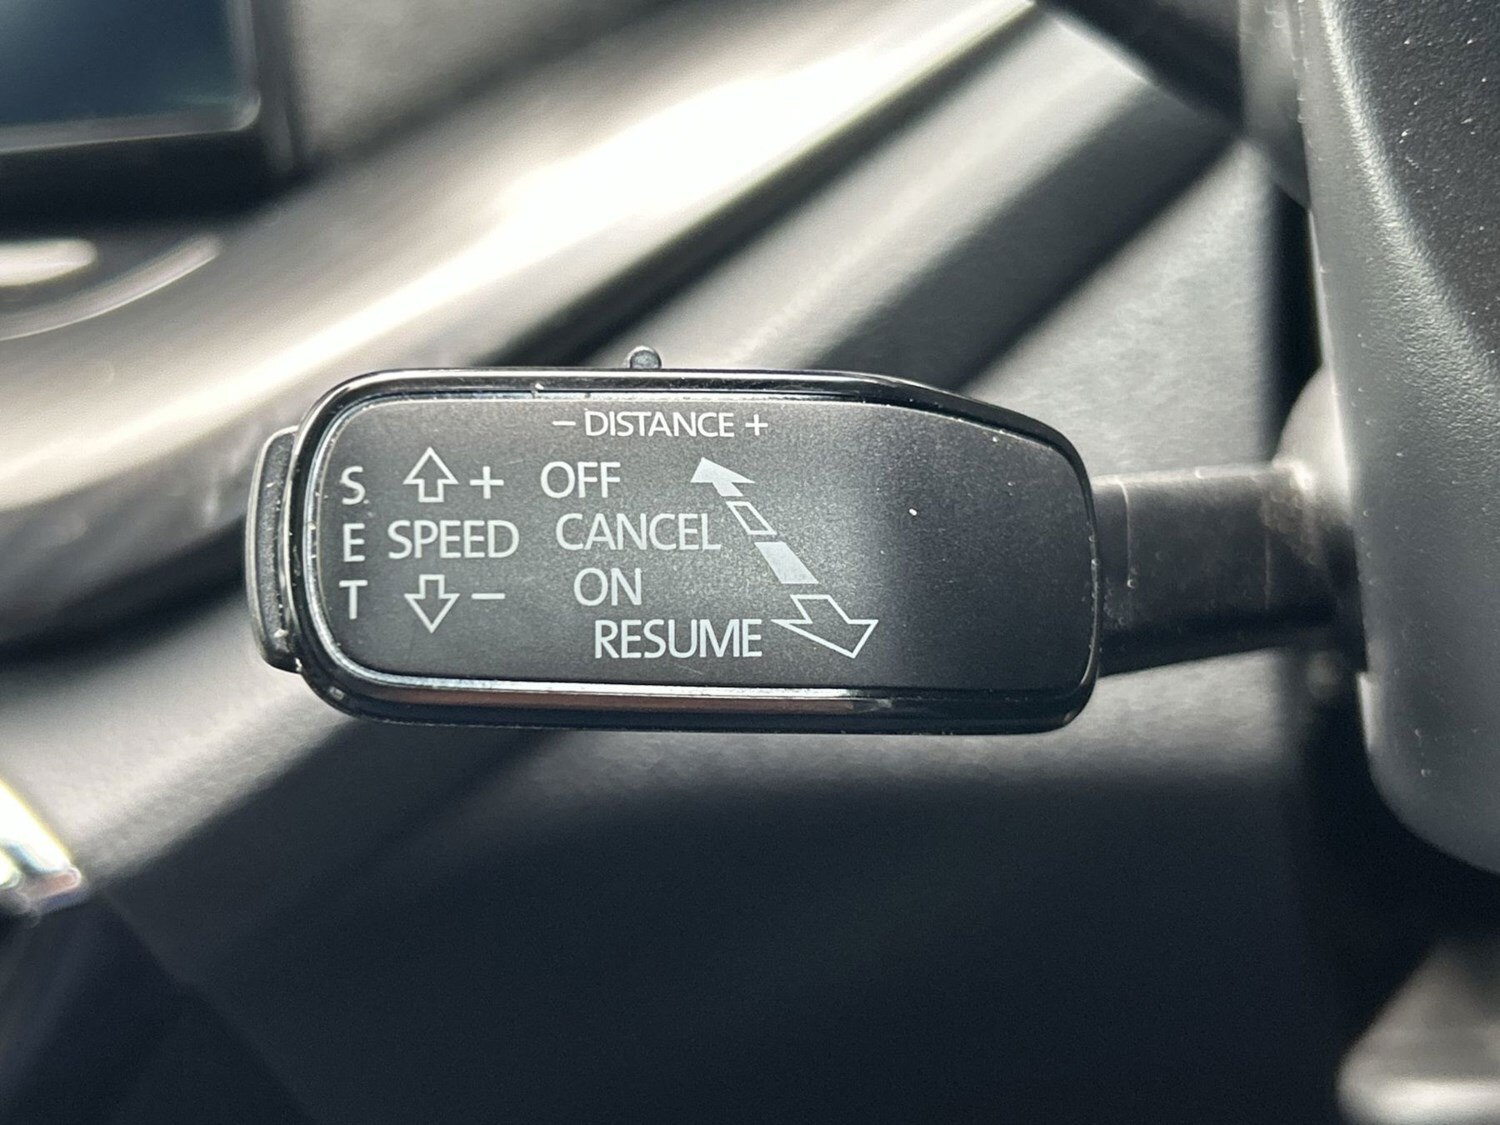 − DISTANCE +
S + OFF
E SPEED CANCEL
T − ON
RESUME